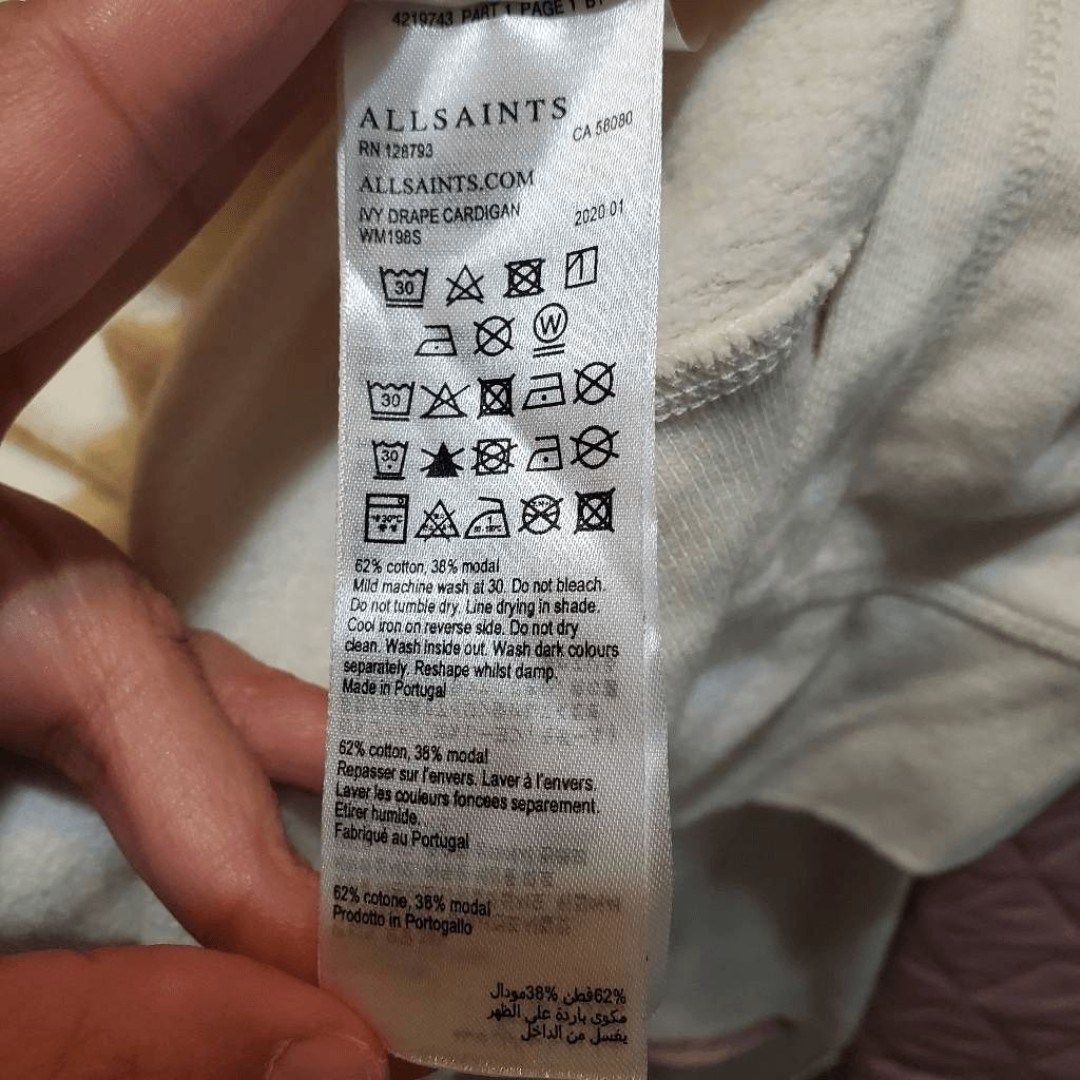 4219743 PART 1 PAGE 1
ALLSAINTS
CA 58080
RN 128793
ALLSAINTS.COM
IVY DRAPE CARDIGAN
2020 01
WM198S
30
W
30
30
62% cotton, 38% modal
Mild machine wash at 30. Do not bleach.
Do not tumble dry. Line drying in shade.
Cool iron on reverse side. Do not dry
clean. Wash inside out. Wash dark colours
separately. Reshape whilst damp.
Made in Portugal
62% cotton, 38% modal
Repasser sur l'envers. Laver à l'envers.
Laver les couleurs foncees separement.
Etirer humide.
Fabriqué au Portugal
62% cotone, 38% modal
Prodotto in Portogallo
62% قطن 38% مودال
مكوى باردة على الظهر
يغسل من الداخل